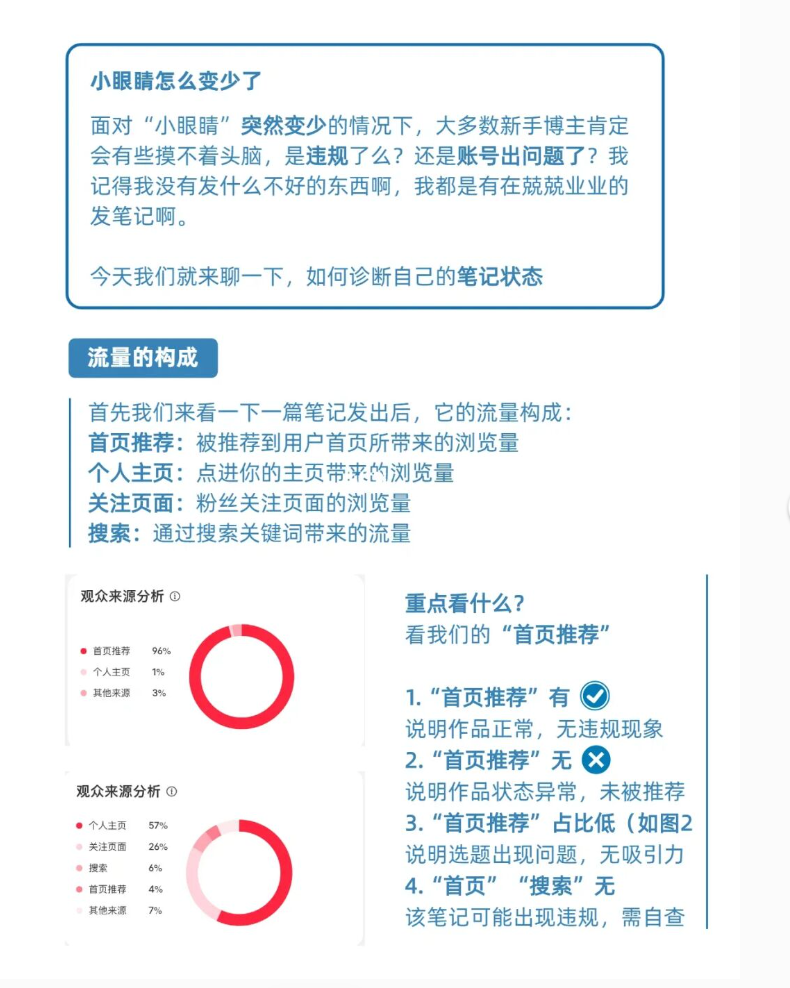 小眼睛怎么变少了
面对“小眼睛”突然变少的情况下，大多数新手博主肯定
会有些摸不着头脑，是违规了么？还是账号出问题了？我
记得我没有发什么不好的东西啊，我都是有在兢兢业业的
发笔记啊。
今天我们就来聊一下，如何诊断自己的笔记状态
流量的构成
首先我们来看一下一篇笔记发出后，它的流量构成：
首页推荐：被推荐到用户首页所带来的浏览量
个人主页：点进你的主页带来的浏览量
关注页面：粉丝关注页面的浏览量
搜索：通过搜索关键词带来的流量
观众来源分析
首页推荐 96%
个人主页 1%
其他来源 3%
观众来源分析
个人主页 57%
关注页面 26%
搜索 6%
首页推荐 4%
其他来源 7%
重点看什么？
看我们的“首页推荐”
1. “首页推荐”有
说明作品正常，无违规现象
2. “首页推荐”无
说明作品状态异常，未被推荐
3. “首页推荐”占比低（如图2
说明选题出现问题，无吸引力
4. “首页”“搜索”无
该笔记可能出现违规，需自查